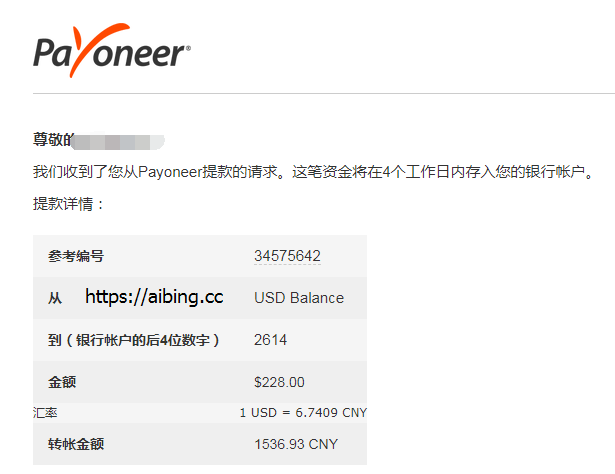 Payoneer®
尊敬的
我们收到了您从Payoneer提款的请求。这笔资金将在4个工作日内存入您的银行帐户。
提款详情：
参考编号 34575642
从 https://aibing.cc USD Balance
到（银行帐户的后4位数字） 2614
金额 $228.00
汇率 1 USD = 6.7409 CNY
转帐金额 1536.93 CNY